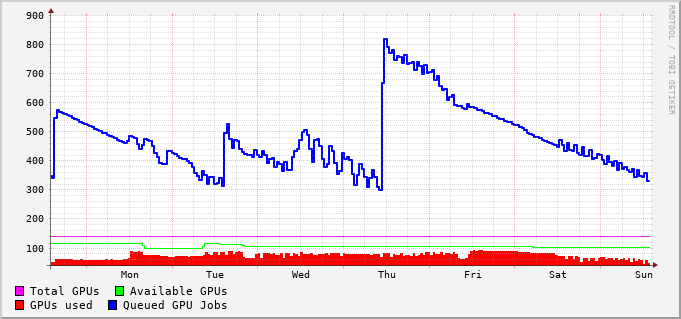 900
800
700
600
500
400
300
200
100
Mon Tue Wed Thu Fri Sat Sun
Total GPUs Available GPUs
GPUs used Queued GPU Jobs
RRDTOOL / TOBI OETIKER